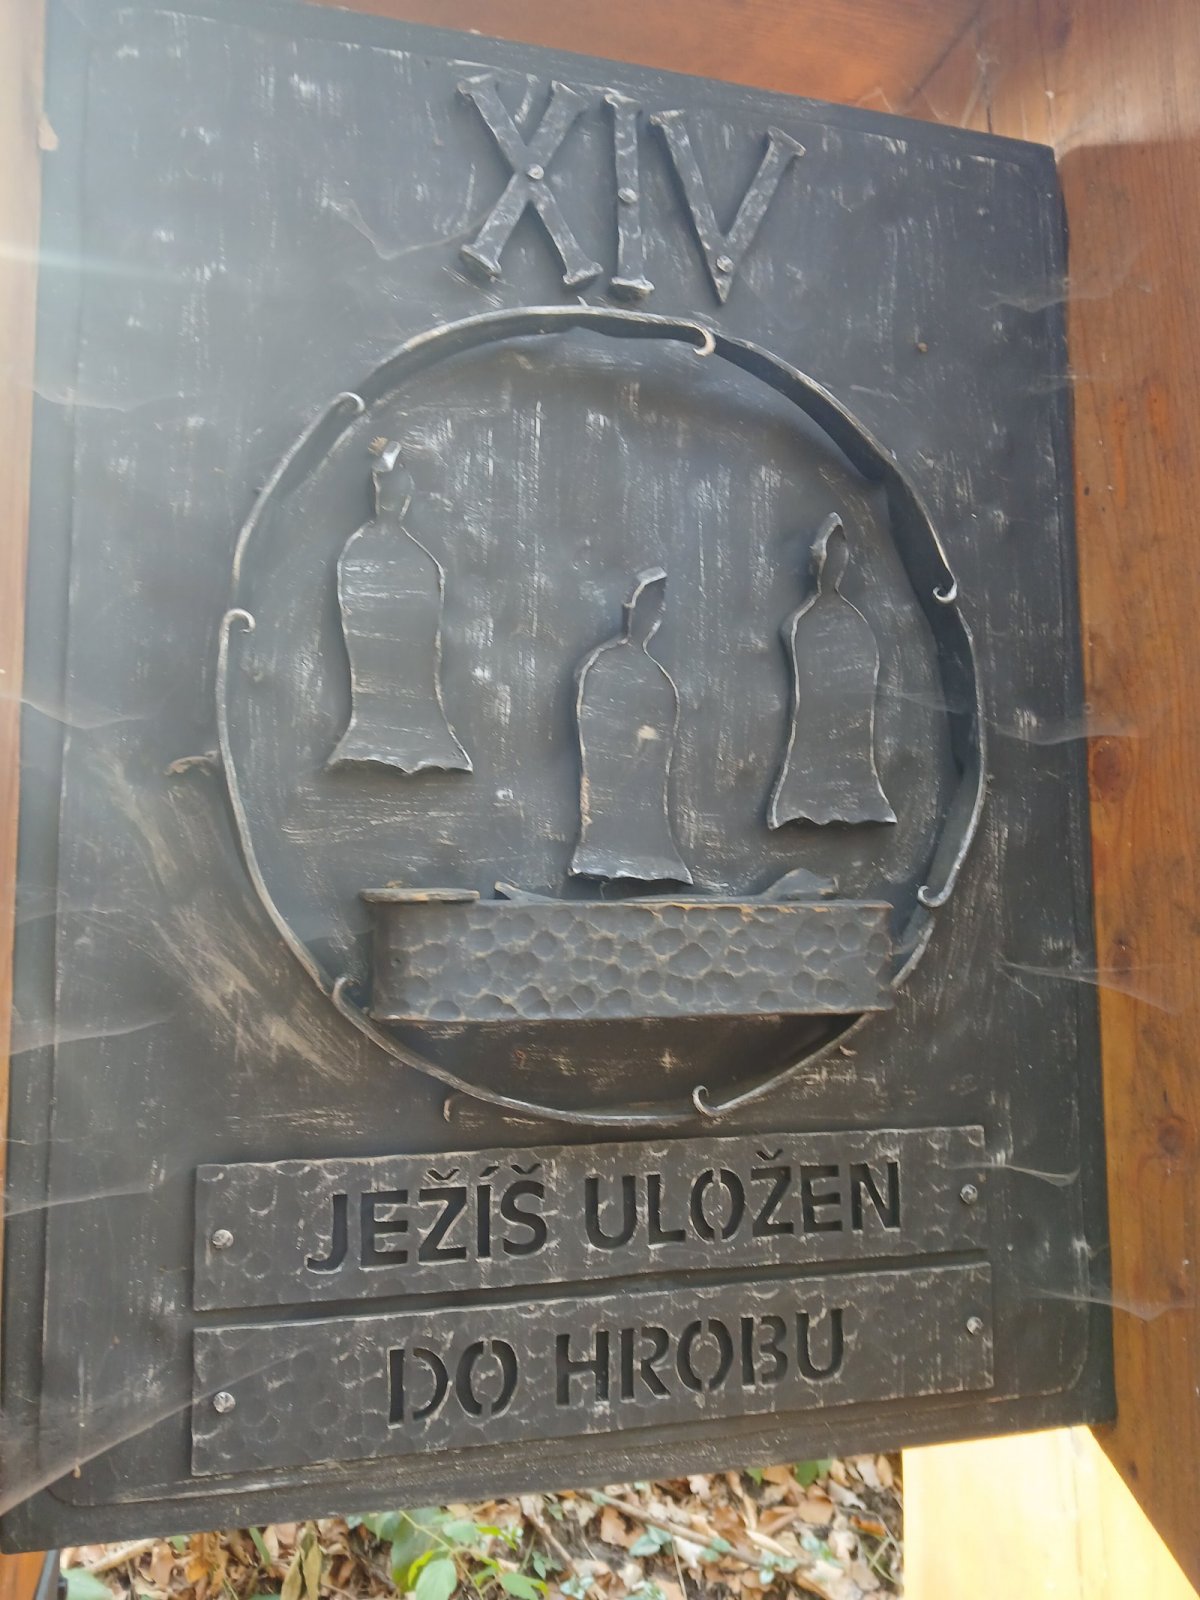 XIV
JEŽÍŠ ULOŽEN
DO HROBU